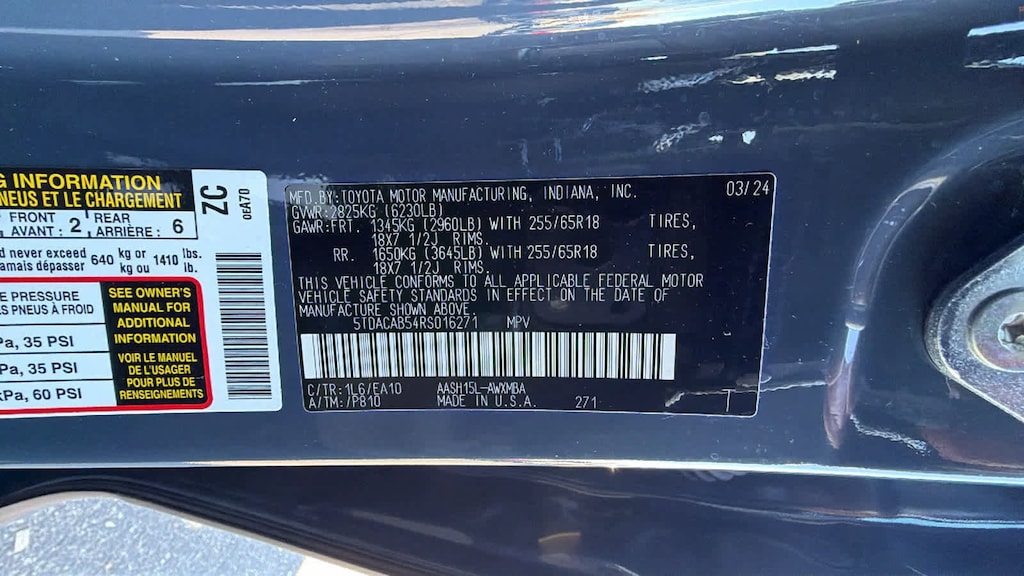 G INFORMATION
PNEUS ET LE CHARGEMENT
FRONT 2 REAR 6
AVANT : ARRIÈRE :
d never exceed 640 kg or 1410 lbs.
jamais dépasser kg ou lb.
PRESSURE
ES PNEUS À FROID
Pa, 35 PSI
Pa, 35 PSI
kPa, 60 PSI
SEE OWNER'S
MANUAL FOR
ADDITIONAL
INFORMATION
VOIR LE MANUEL
DE L'USAGER
POUR PLUS DE
RENSEIGNEMENTS
ZC
0EA70
MFD.BY:TOYOTA MOTOR MANUFACTURING, INDIANA, INC. 03/24
GVWR:2825KG (6230LB)
GAWR:FRT. 1345KG (2960LB) WITH 255/65R18 TIRES,
18X7 1/2J RIMS.
RR. 1650KG (3645LB) WITH 255/65R18 TIRES,
18X7 1/2J RIMS.
THIS VEHICLE CONFORMS TO ALL APPLICABLE FEDERAL MOTOR
VEHICLE SAFETY STANDARDS IN EFFECT ON THE DATE OF
MANUFACTURE SHOWN ABOVE.
5TDACAB54RS016271 MPV
C/TR:1L6/EA10 AASH15L-AWXMBA
A/TM:/P810 MADE IN U.S.A. 271